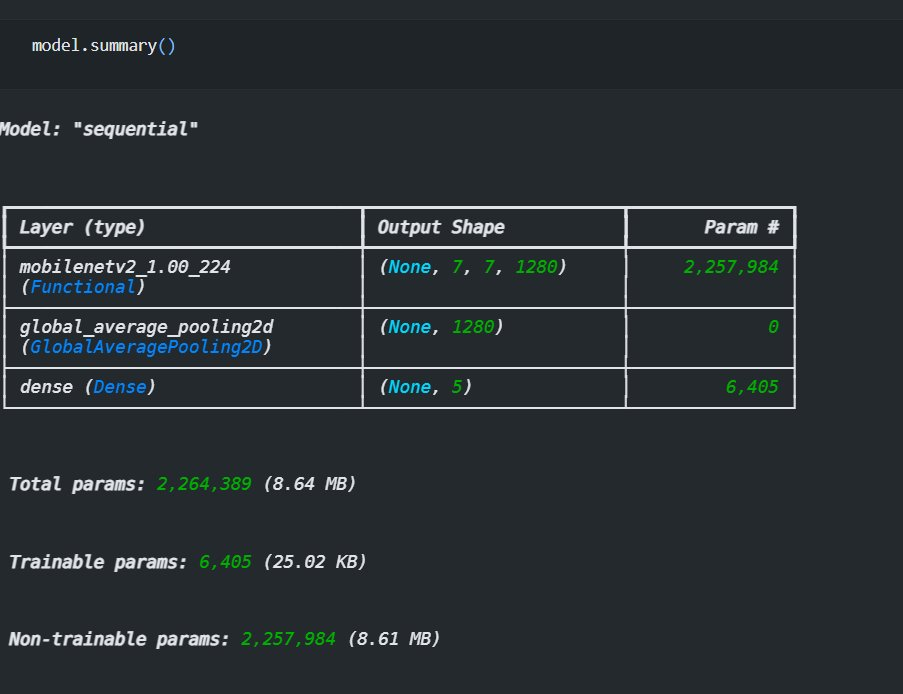 model.summary()
Model: "sequential"
Layer (type) Output Shape Param #
mobilenetv2_1.00_224 (None, 7, 7, 1280) 2,257,984
(Functional)
global_average_pooling2d (None, 1280) 0
(GlobalAveragePooling2D)
dense (Dense) (None, 5) 6,405
Total params: 2,264,389 (8.64 MB)
Trainable params: 6,405 (25.02 KB)
Non-trainable params: 2,257,984 (8.61 MB)